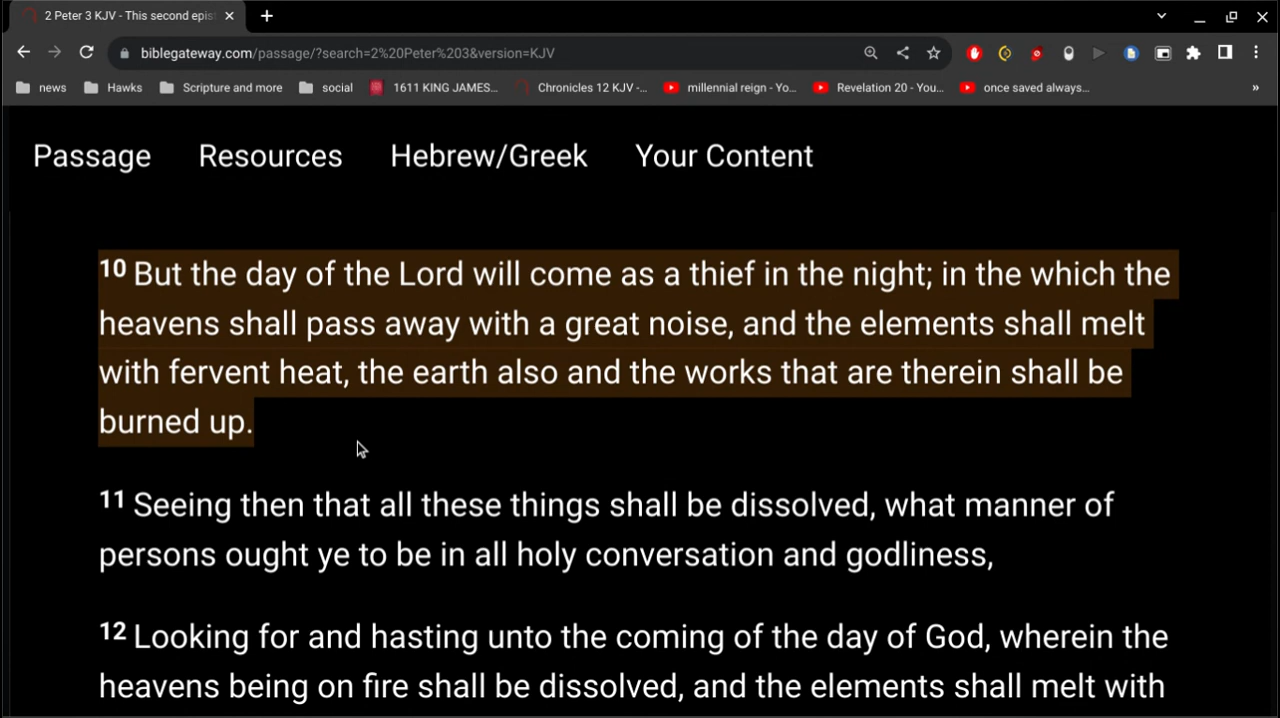 2 Peter 3 KJV - This second epis
biblegateway.com/passage/?search=2%20Peter%203&version=KJV
news Hawks Scripture and more social 1611 KING JAMES... Chronicles 12 KJV -... millennial reign - Yo... Revelation 20 - You... once saved always... »
Passage Resources Hebrew/Greek Your Content
10 But the day of the Lord will come as a thief in the night; in the which the
heavens shall pass away with a great noise, and the elements shall melt
with fervent heat, the earth also and the works that are therein shall be
burned up.
11 Seeing then that all these things shall be dissolved, what manner of
persons ought ye to be in all holy conversation and godliness,
12 Looking for and hasting unto the coming of the day of God, wherein the
heavens being on fire shall be dissolved, and the elements shall melt with